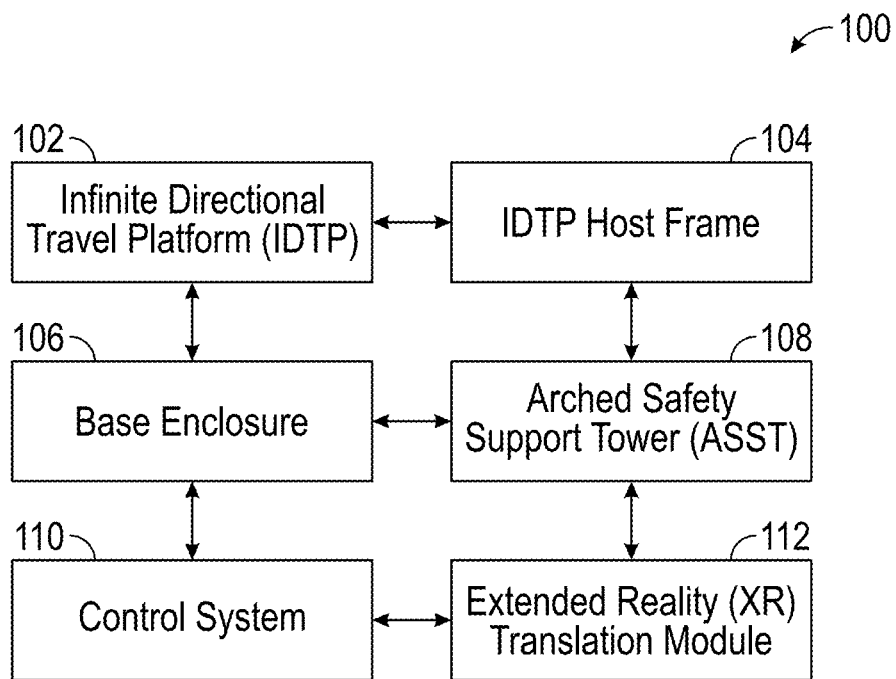 100
102
104
Infinite Directional
Travel Platform (IDTP)
IDTP Host Frame
106
108
Base Enclosure
Arched Safety
Support Tower (ASST)
110
112
Control System
Extended Reality (XR)
Translation Module